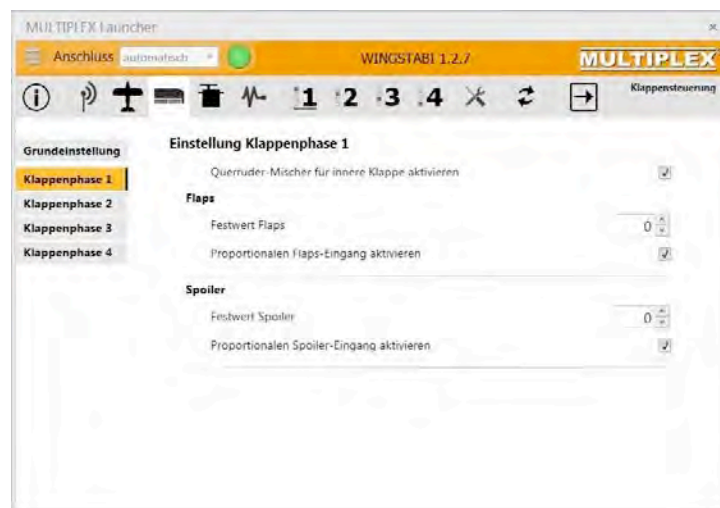 MULTIPLEX Launcher
Anschluss automatisch WINGSTABI 1.2.7 MULTIPLEX
1 2 3 4 Klappensteuerung
Grundeinstellung
Klappenphase 1
Klappenphase 2
Klappenphase 3
Klappenphase 4
Einstellung Klappenphase 1
Querruder-Mischer für innere Klappe aktivieren
Flaps
Festwert Flaps 0
Proportionalen Flaps-Eingang aktivieren
Spoiler
Festwert Spoiler 0
Proportionalen Spoiler-Eingang aktivieren